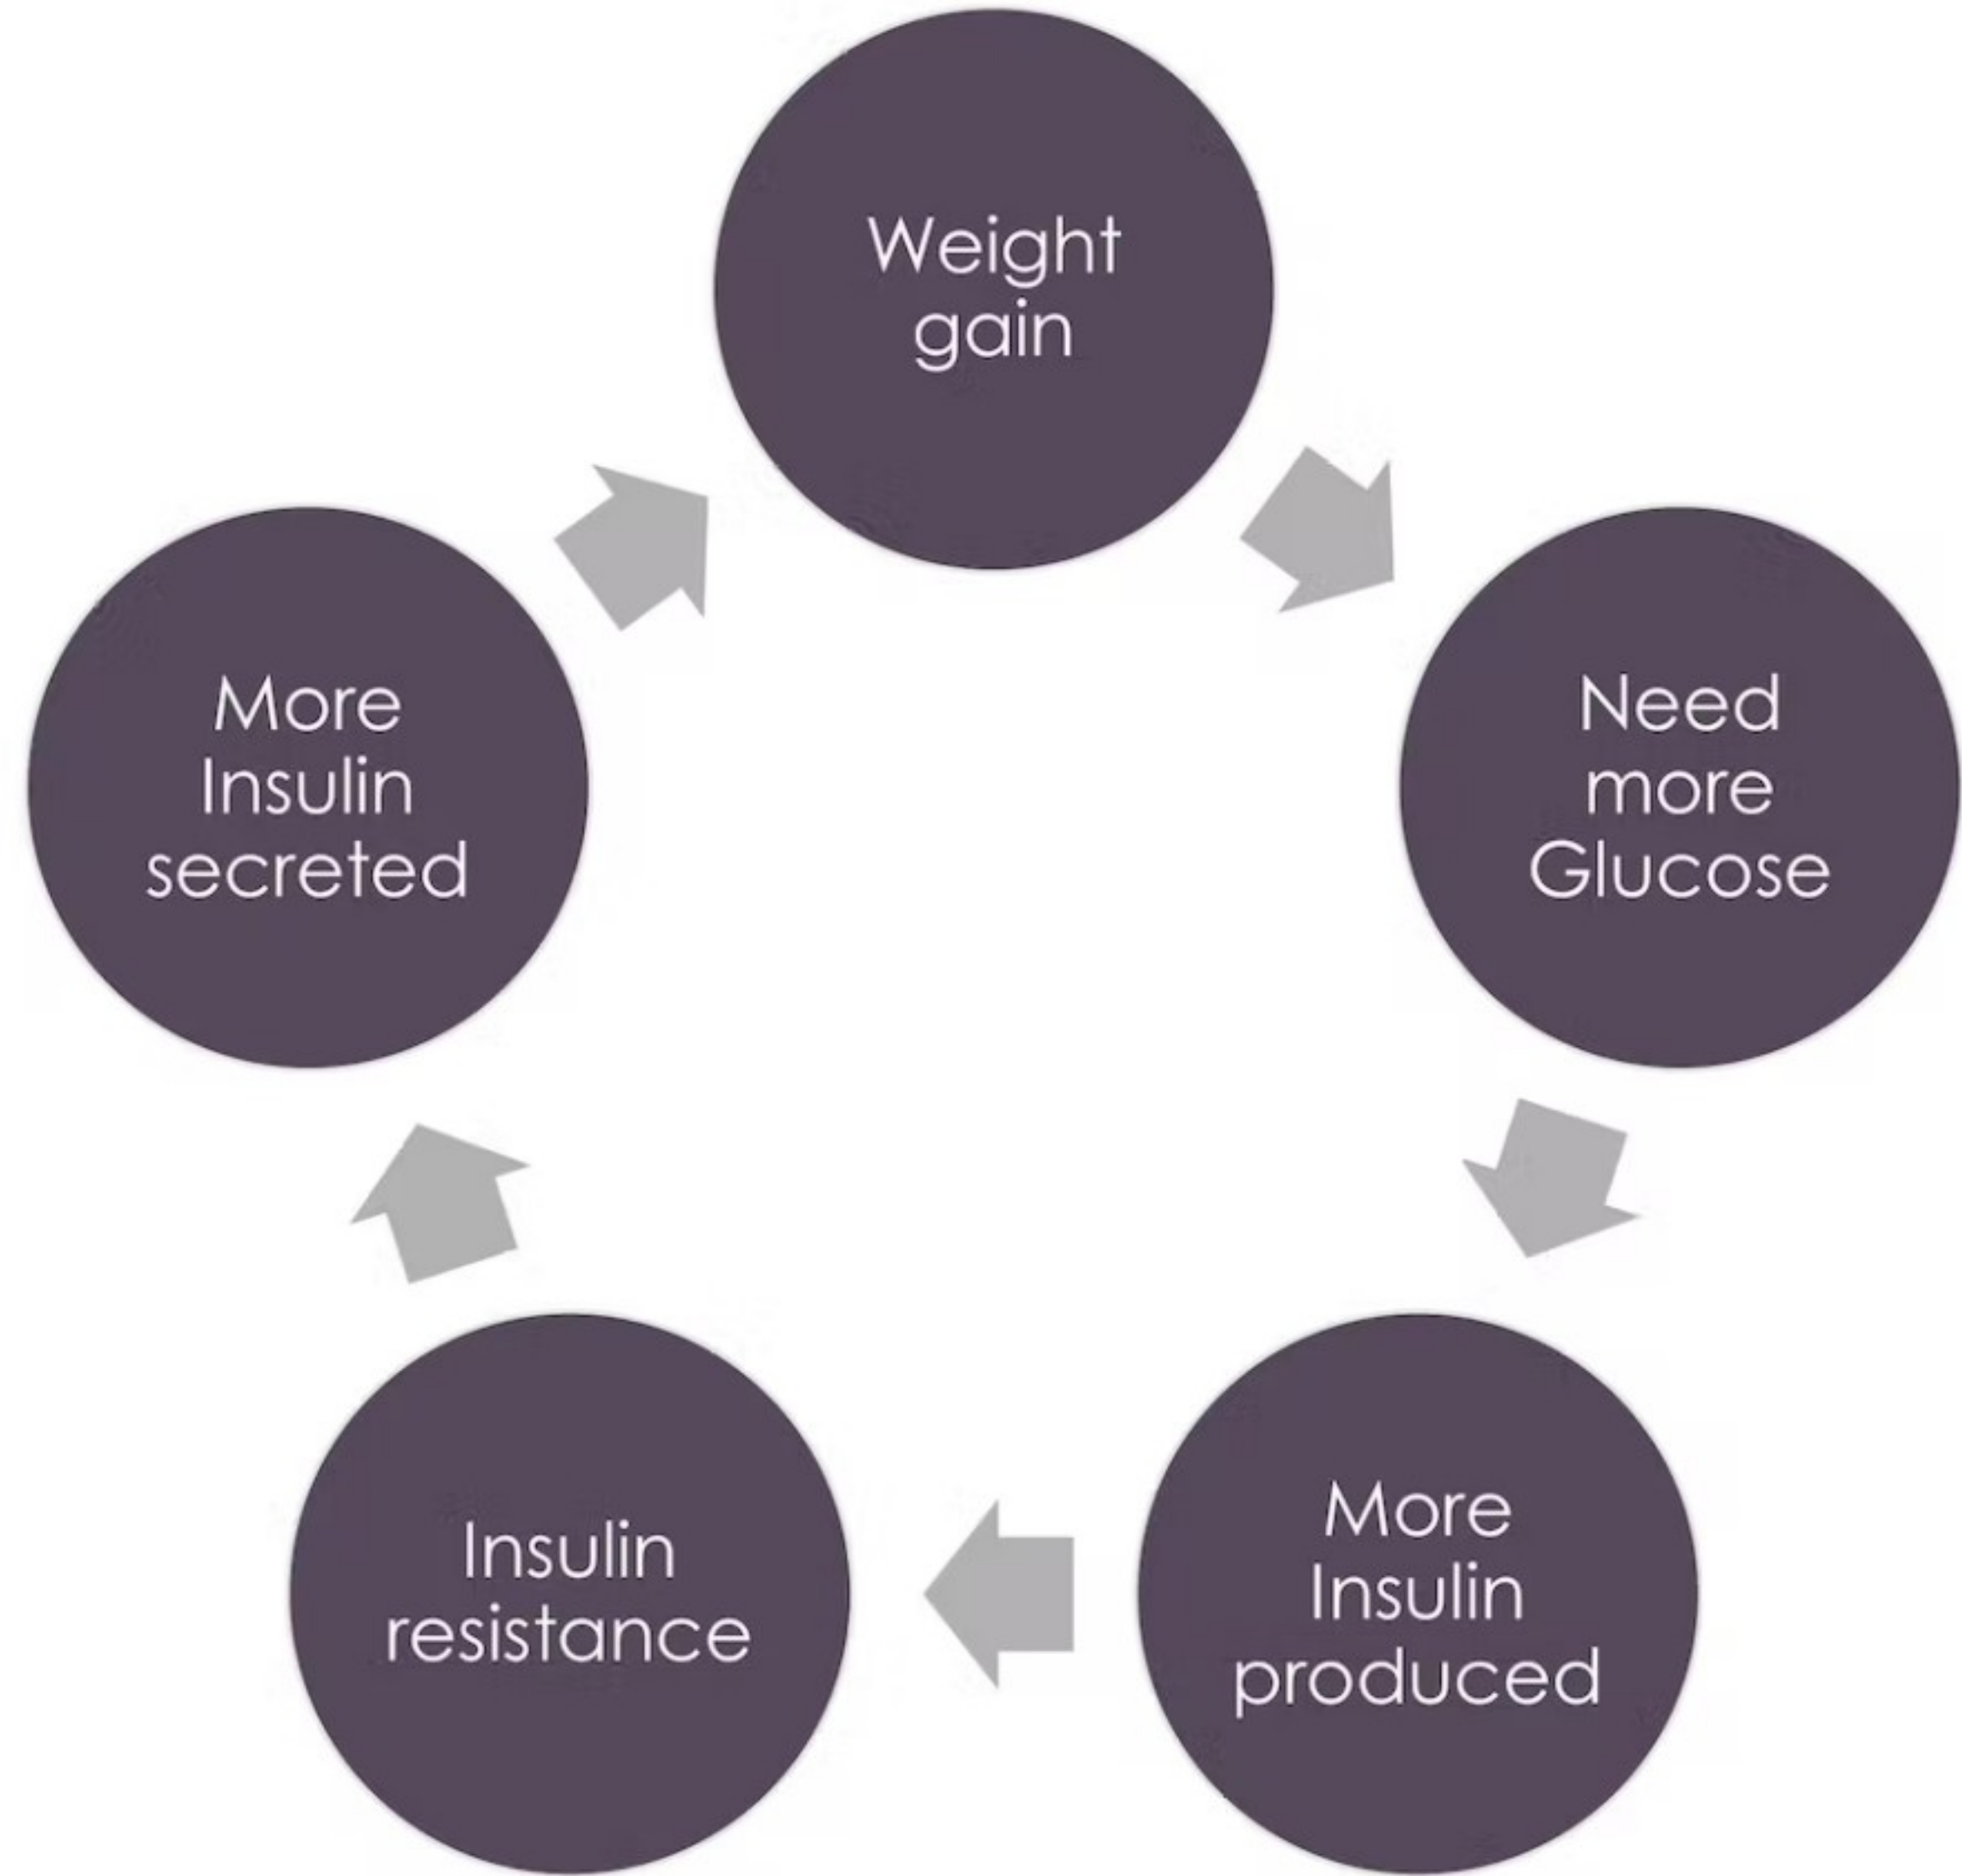 Weight
gain
Need
more
Glucose
More
Insulin
produced
Insulin
resistance
More
Insulin
secreted